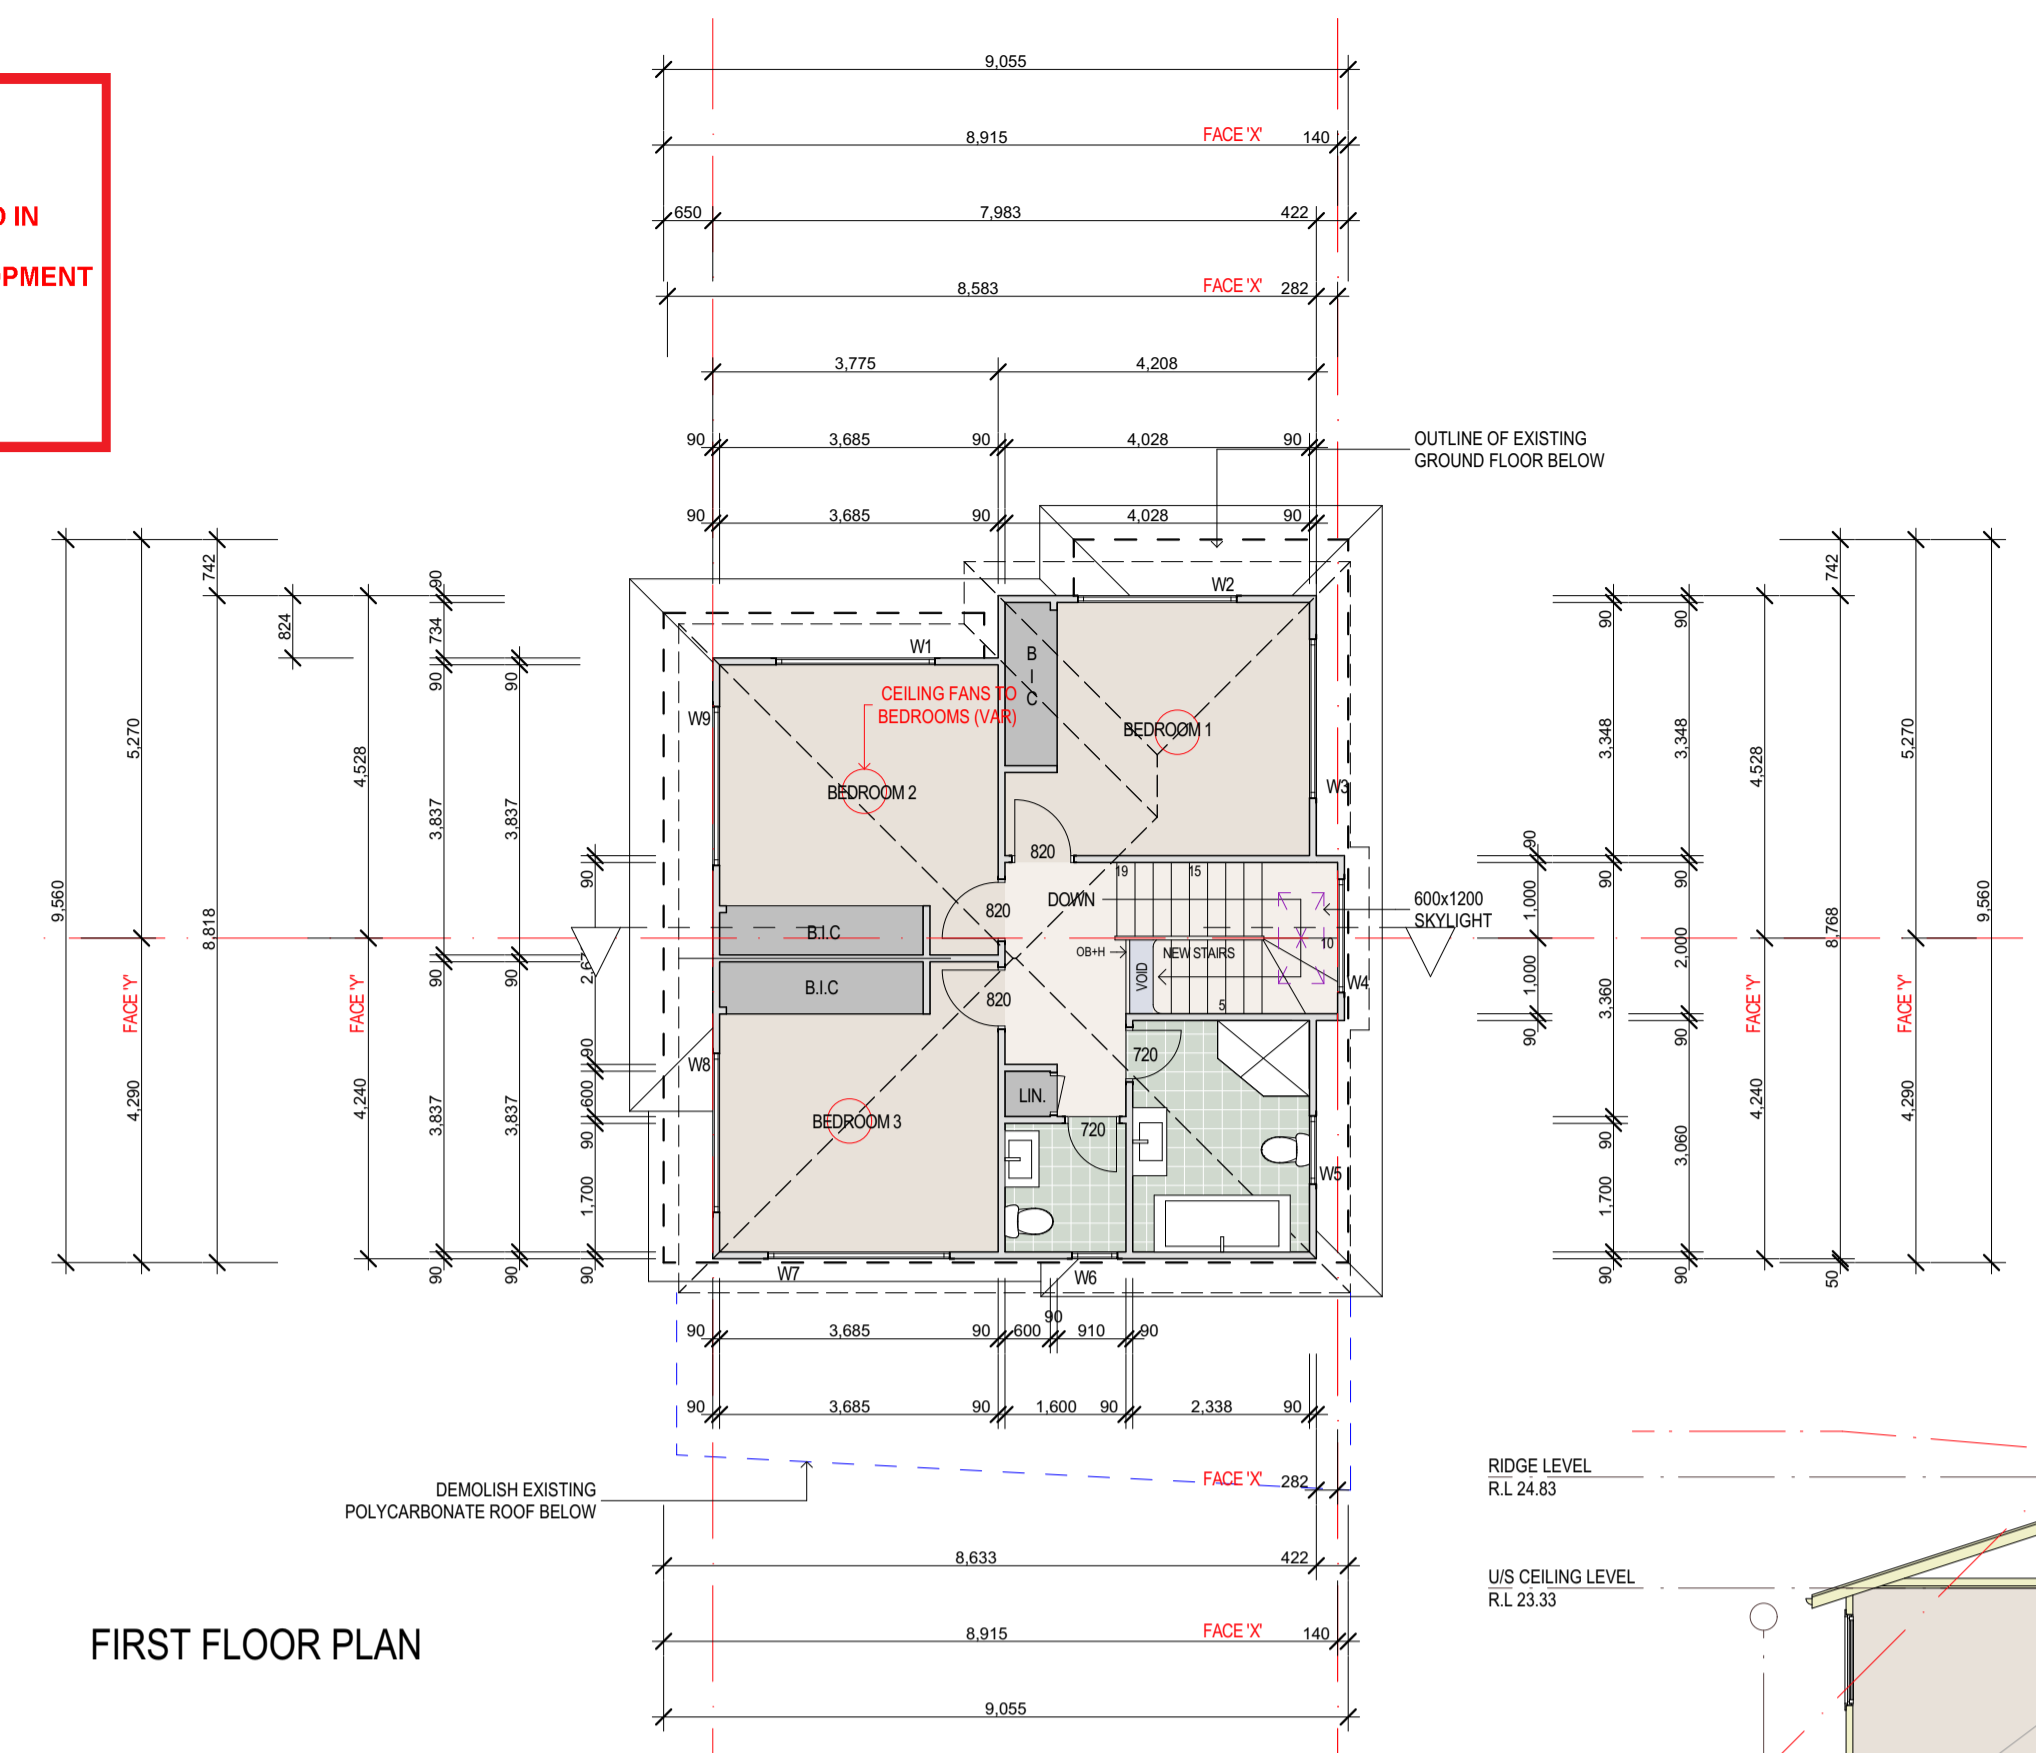 D IN
OPMENT
9,055
8,915
FACE 'X'
140
650
7,983
422
8,583
FACE 'X'
282
3,775
4,208
90
3,685
90
4,028
90
OUTLINE OF EXISTING
GROUND FLOOR BELOW
90
3,685
90
4,028
90
9,560
5,270
FACE 'Y'
4,290
742
8,818
824
4,528
FACE 'Y'
4,240
90
734
90
3,837
90
3,837
90
90
3,837
90
3,837
90
90
90
1,600
90
1,700
90
W1
W2
W9
CEILING FANS TO
BEDROOMS (VAR)
B
I
C
BEDROOM 1
BEDROOM 2
W3
820
19
15
DOWN
820
B.I.C
600x1200
SKYLIGHT
10
OB+H
VOID
NEW STAIRS
B.I.C
820
5
W4
W8
720
LIN.
BEDROOM 3
720
W5
W7
W6
90
1,000
1,000
90
90
3,348
90
3,360
90
1,700
90
90
3,348
90
2,000
90
3,060
90
4,528
FACE 'Y'
4,240
742
8,768
50
5,270
FACE 'Y'
4,290
9,560
90
3,685
90
600
90
910
90
90
3,685
90
1,600
90
2,338
90
FACE 'X'
282
DEMOLISH EXISTING
POLYCARBONATE ROOF BELOW
8,633
422
8,915
FACE 'X'
140
9,055
FIRST FLOOR PLAN
RIDGE LEVEL
R.L 24.83
U/S CEILING LEVEL
R.L 23.33